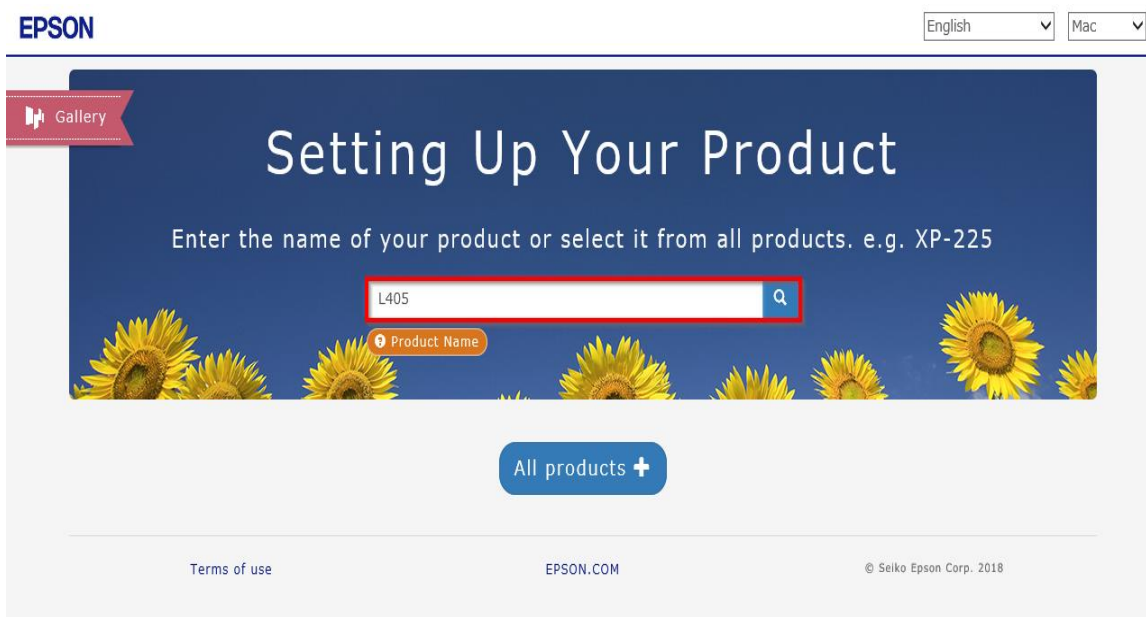 EPSON
English
Mac
Gallery
Setting Up Your Product
Enter the name of your product or select it from all products. e.g. XP-225
L405
Product Name
All products
Terms of use
EPSON.COM
© Seiko Epson Corp. 2018